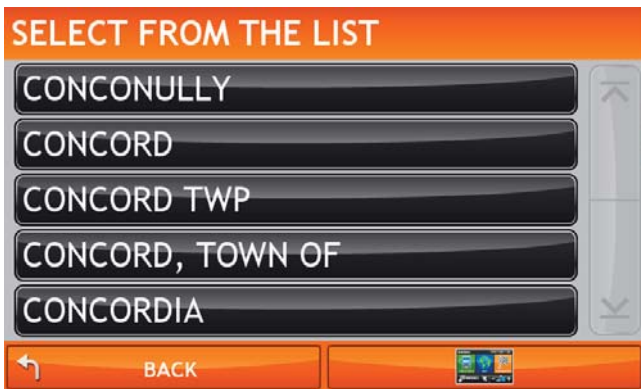 SELECT FROM THE LIST
CONCONULLY
CONCORD
CONCORD TWP
CONCORD, TOWN OF
CONCORDIA
BACK